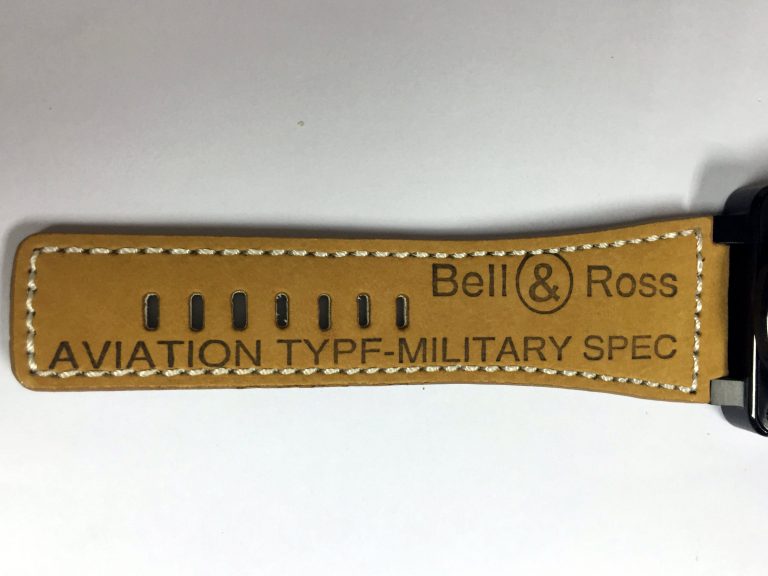 Bell & Ross
AVIATION TYPF-MILITARY SPEC